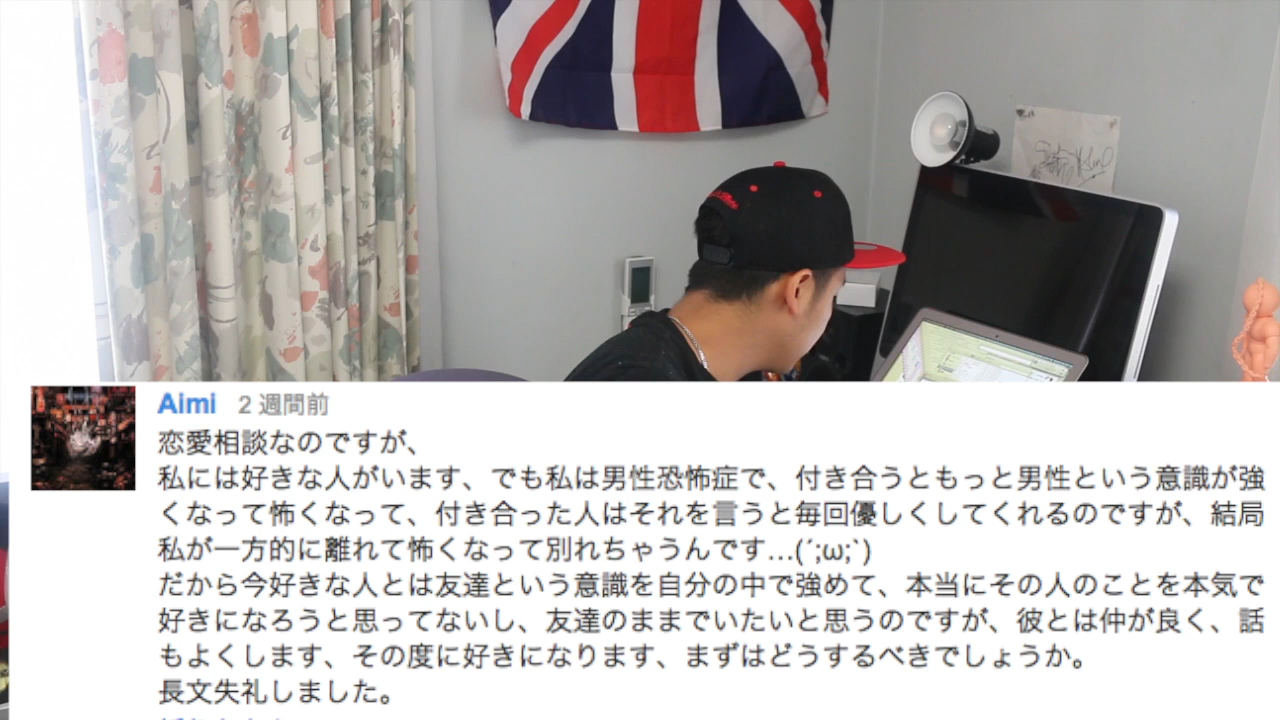 Aimi 2 週間前
恋愛相談なのですが、
私には好きな人がいます、でも私は男性恐怖症で、付き合うともっと男性という意識が強
くなって怖くなって、付き合った人はそれを言うと毎回優しくしてくれるのですが、結局
私が一方的に離れて怖くなって別れちゃうんです…(´;ω;`)
だから今好きな人とは友達という意識を自分の中で強めて、本当にその人のことを本気で
好きになろうと思ってないし、友達のままでいたいと思うのですが、彼とは仲が良く、話
もよくします、その度に好きになります、まずはどうするべきでしょうか。
長文失礼しました。